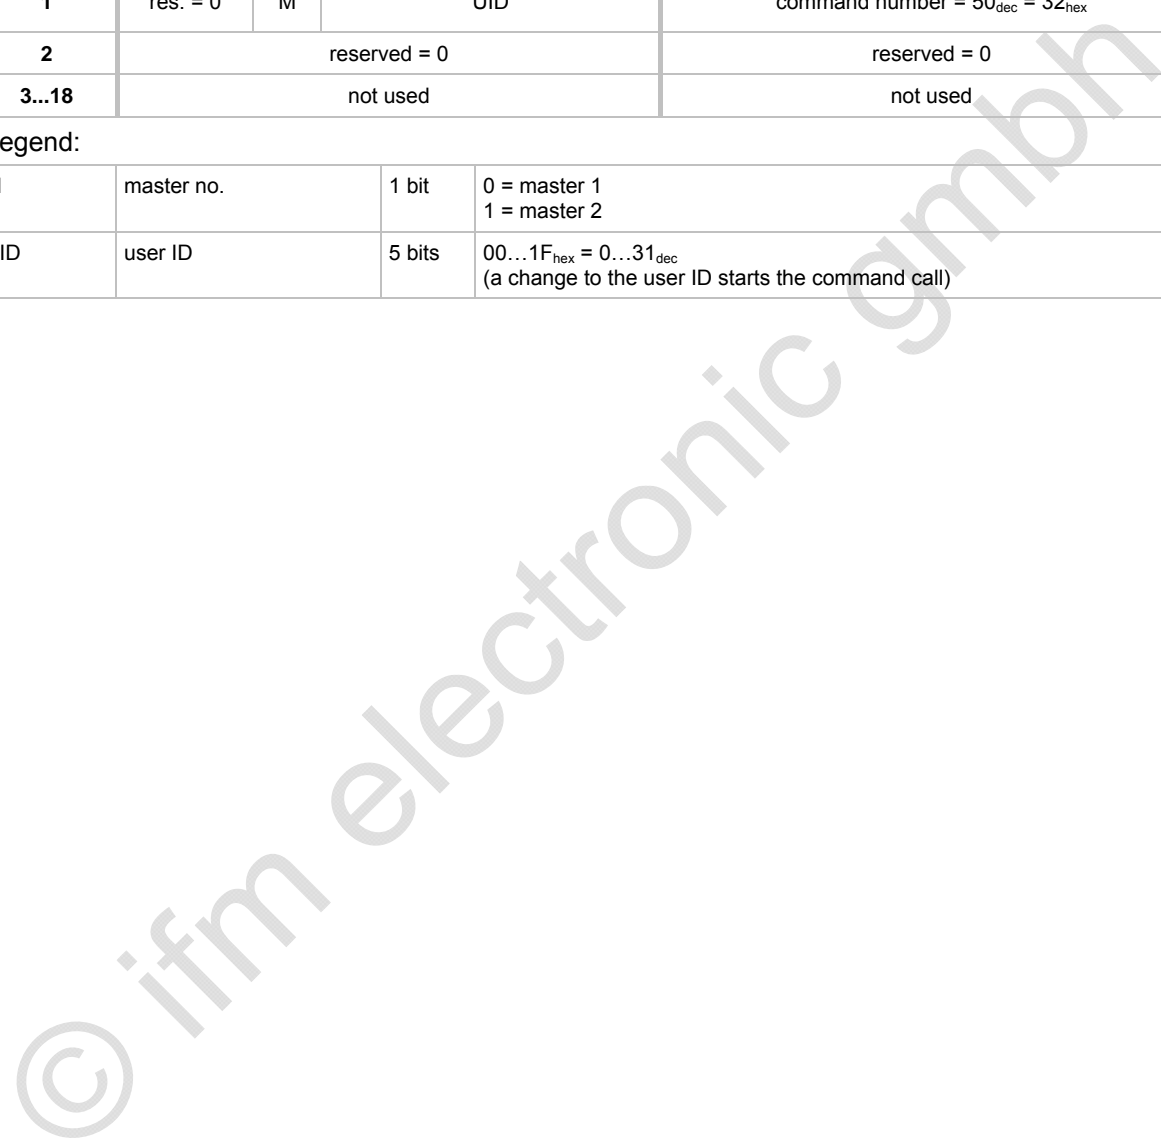 1 res. = 0 M UID command number = 50dec = 32hex
2 reserved = 0 reserved = 0
3...18 not used not used
egend:
master no. 1 bit 0 = master 1
1 = master 2
ID user ID 5 bits 00…1Fhex = 0…31dec
(a change to the user ID starts the command call)
© ifm electronic gmbh